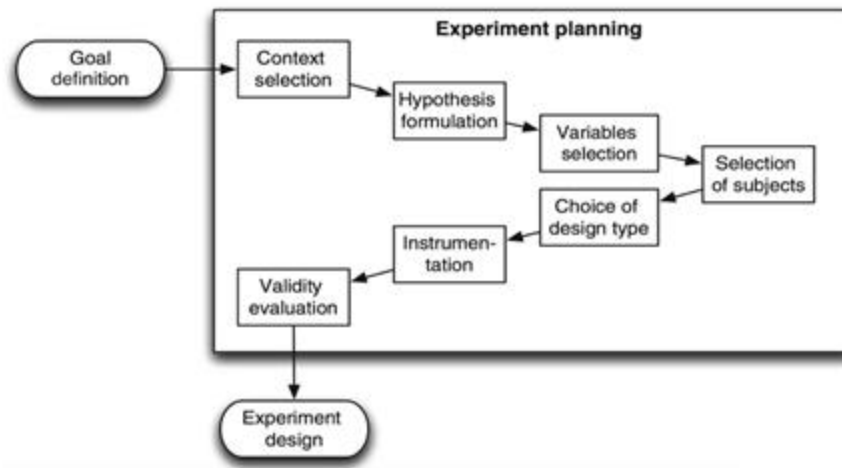 Experiment planning
Goal
definition
Context
selection
Hypothesis
formulation
Variables
selection
Selection
of subjects
Choice of
design type
Instrumen-
tation
Validity
evaluation
Experiment
design